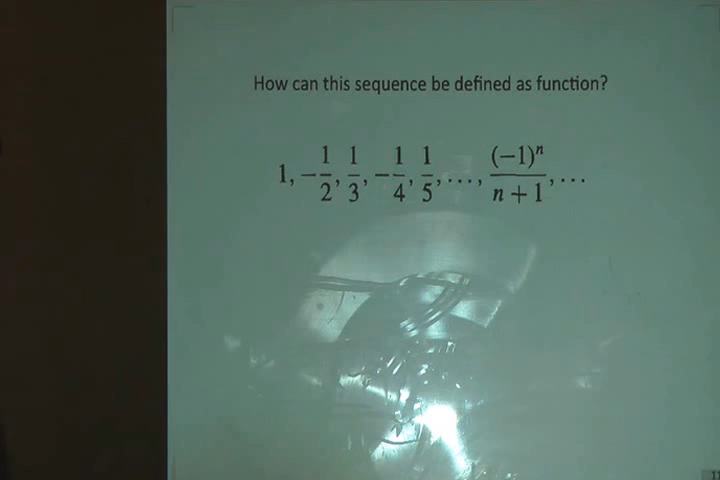 How can this sequence be defined as function?
1, -1/2, 1/3, -1/4, 1/5, ..., (-1)^n/(n+1), ...